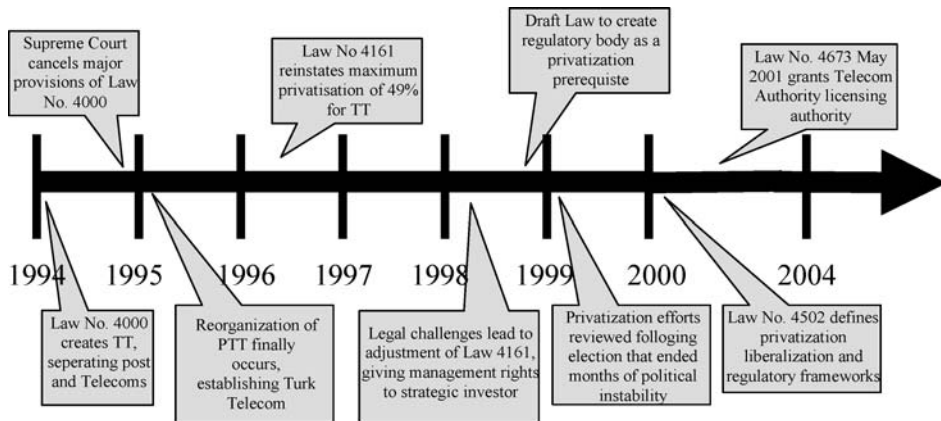 Supreme Court
cancels major
provisions of Law
No. 4000
Law No 4161
reinstates maximum
privatisation of 49%
for TT
Draft Law to create
regulatory body as a
privatization
prerequiste
Law No. 4673 May
2001 grants Telecom
Authority licensing
authority
1994
1995
1996
1997
1998
1999
2000
2004
Law No. 4000
creates TT,
seperating post
and Telecoms
Reorganization of
PTT finally
occurs,
establishing Turk
Telecom
Legal challenges lead to
adjustment of Law 4161,
giving management rights
to strategic investor
Privatization efforts
reviewed folloging
election that ended
months of political
instability
Law No. 4502 defines
privatization
liberalization and
regulatory frameworks